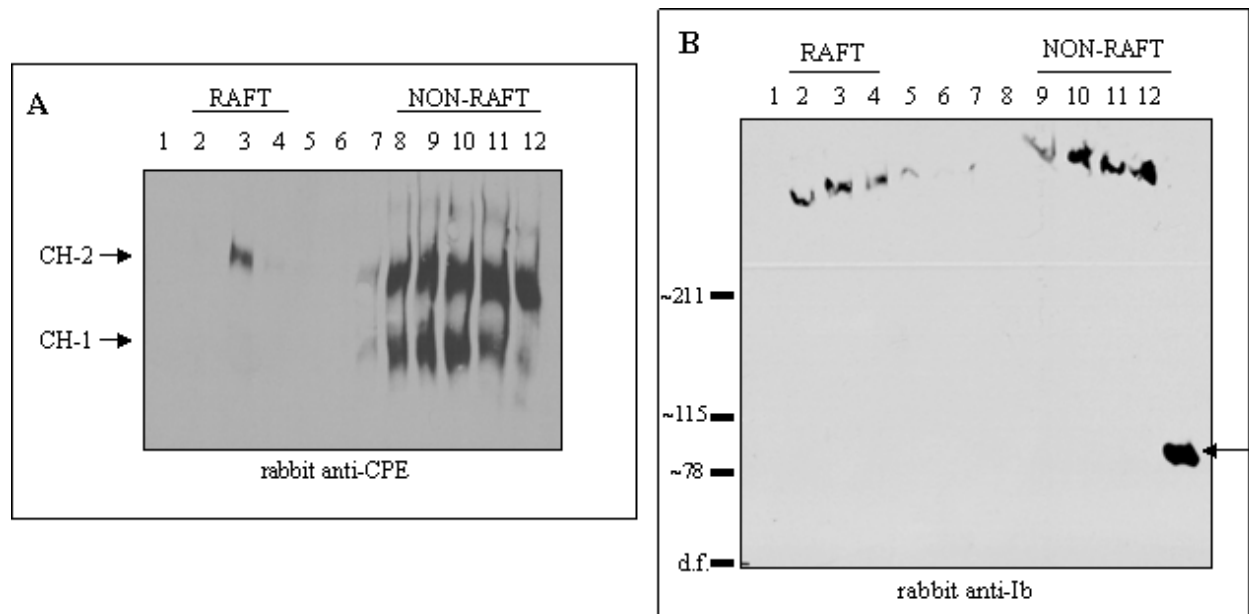 A
RAFT NON-RAFT
1 2 3 4 5 6 7 8 9 10 11 12
CH-2
CH-1
rabbit anti-CPE
B
RAFT NON-RAFT
1 2 3 4 5 6 7 8 9 10 11 12
~211
~115
~78
d.f.
rabbit anti-Ib